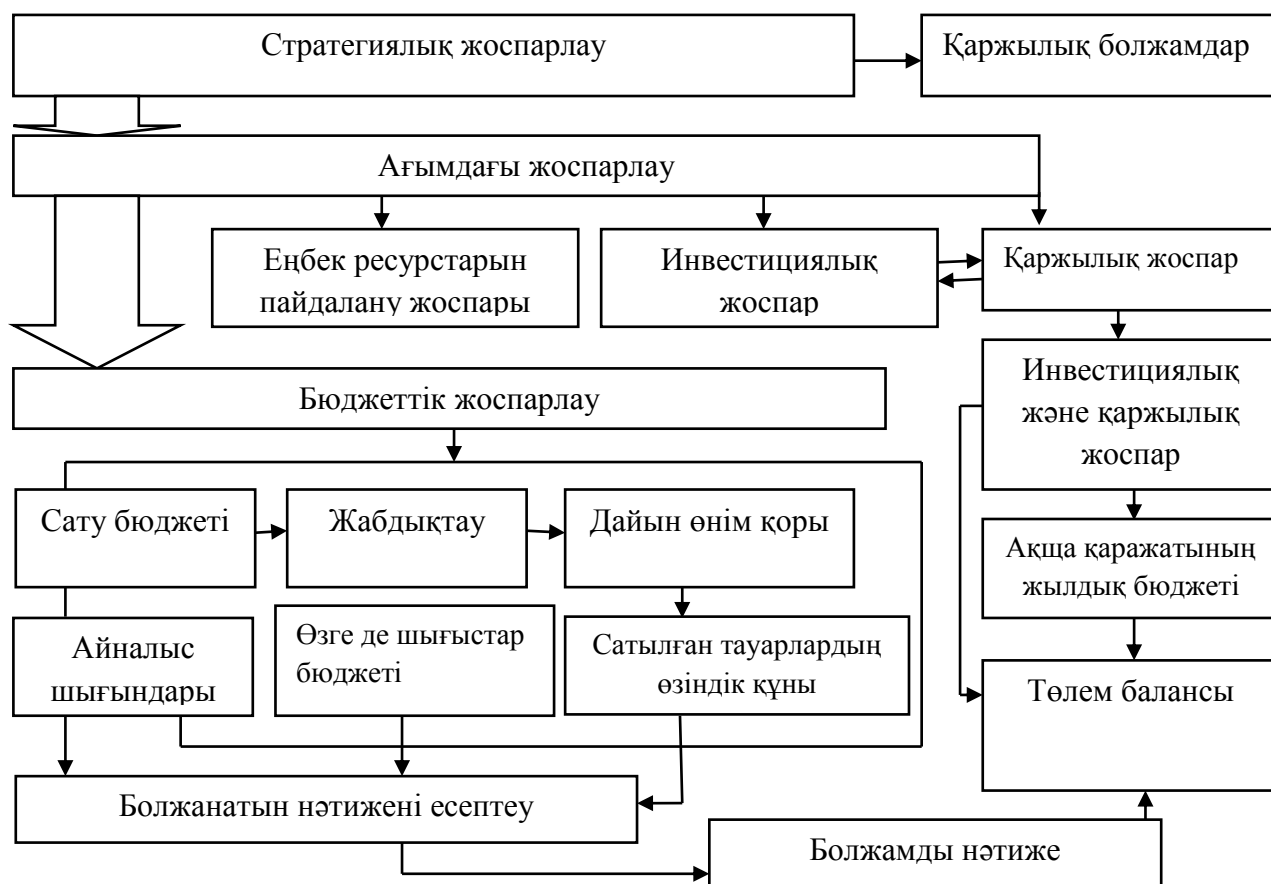 Стратегиялық жоспарлау
Қаржылық болжамдар
Ағымдағы жоспарлау
Еңбек ресурстарын
пайдалану жоспары
Инвестициялық
жоспар
Қаржылық жоспар
Инвестициялық
және қаржылық
жоспар
Бюджеттік жоспарлау
Сату бюджеті
Жабдықтау
Дайын өнім қоры
Ақща қаражатының
жылдық бюджеті
Айналыс
шығындары
Өзге де шығыстар
бюджеті
Сатылған тауарлардың
өзіндік құны
Төлем балансы
Болжанатын нәтижені есептеу
Болжамды нәтиже